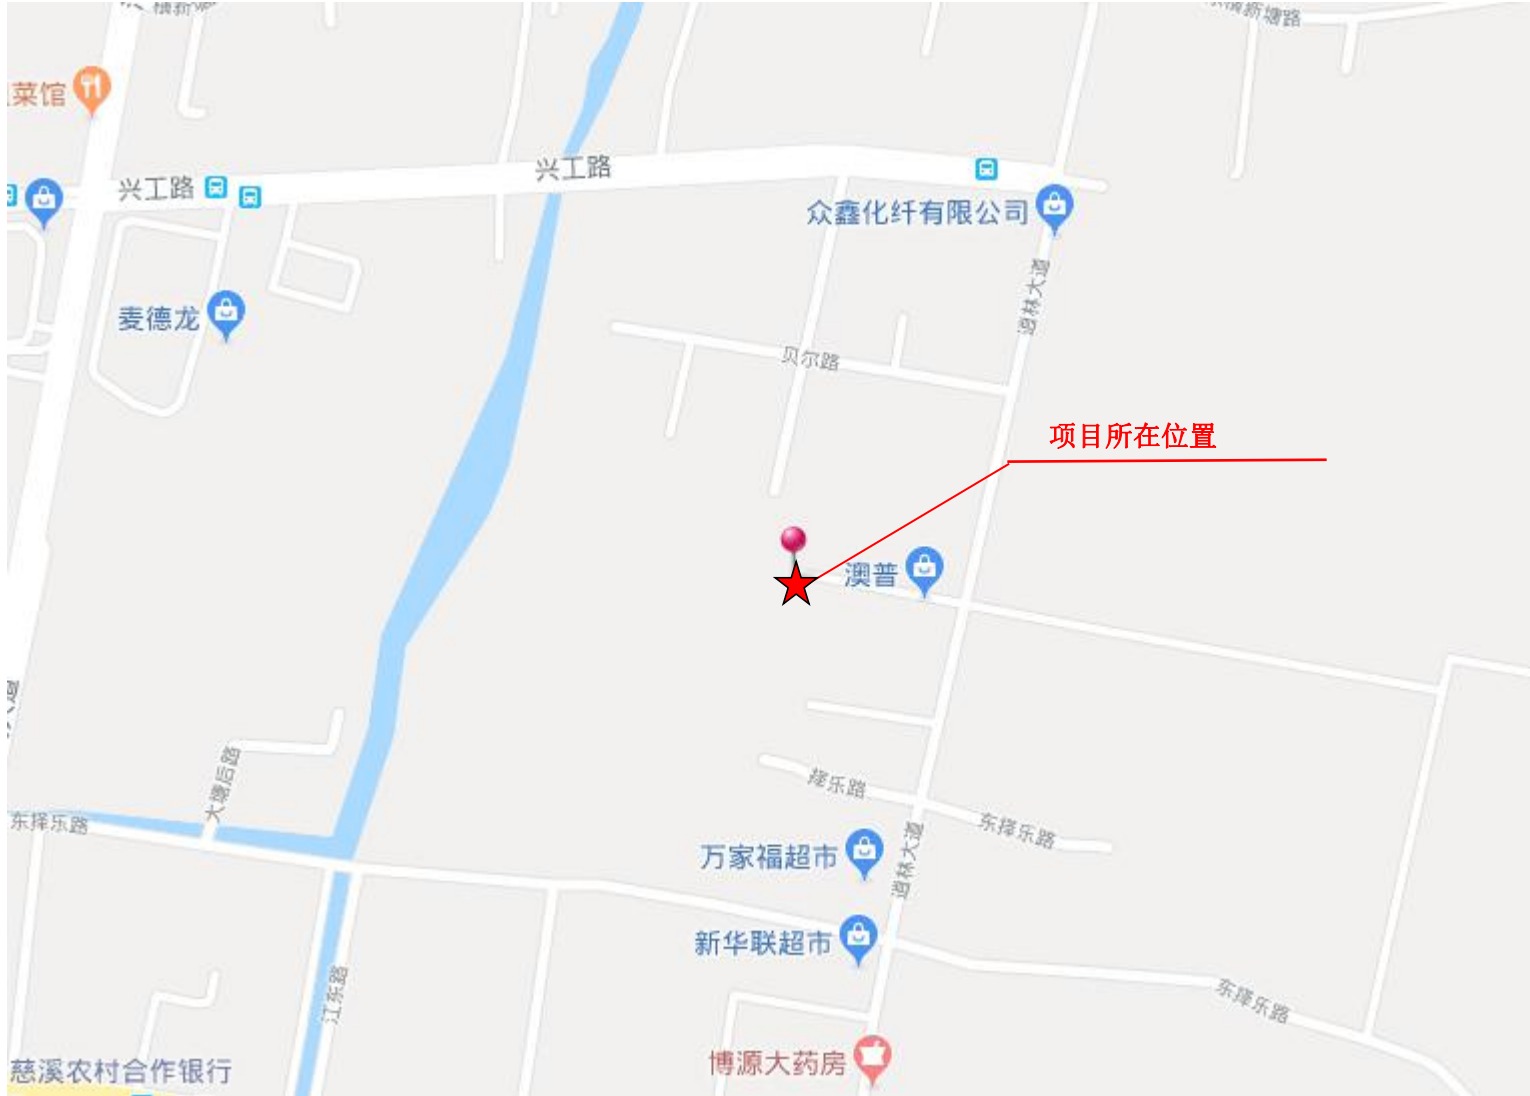 横新塘路
菜馆
兴工路
兴工路
众鑫化纤有限公司
逍林大道
麦德龙
贝尔路
项目所在位置
澳普
大塘后路
东择乐路
择乐路
东择乐路
万家福超市
逍林大道
新华联超市
江东路
东择乐路
博源大药房
慈溪农村合作银行